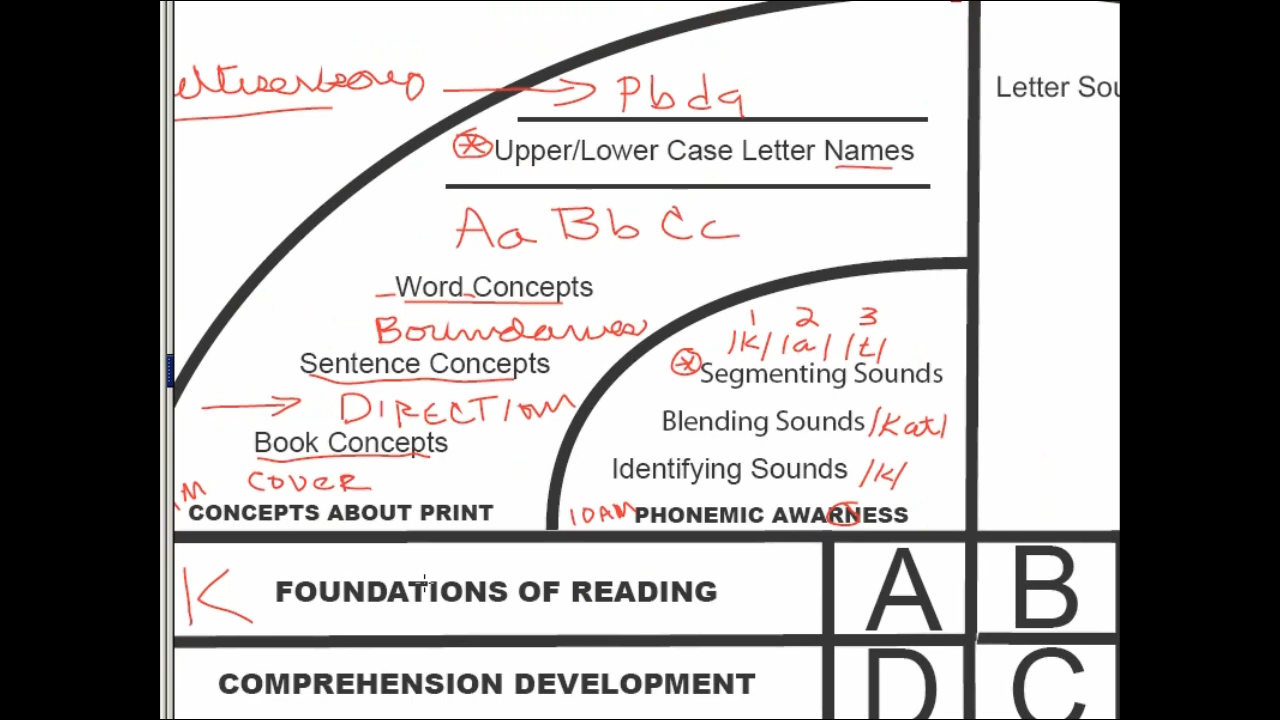 → P b d q
Letter Sou
Upper/Lower Case Letter Names
Aa Bb Cc
Word Concepts
Boundaries
1 2 3
/k/ /a/ /t/
Sentence Concepts
Segmenting Sounds
→ DIRECTION
Blending Sounds /Kat/
Book Concepts
Identifying Sounds /k/
COVER
CONCEPTS ABOUT PRINT
10AM PHONEMIC AWARNESS
K FOUNDATIONS OF READING A B
COMPREHENSION DEVELOPMENT D C